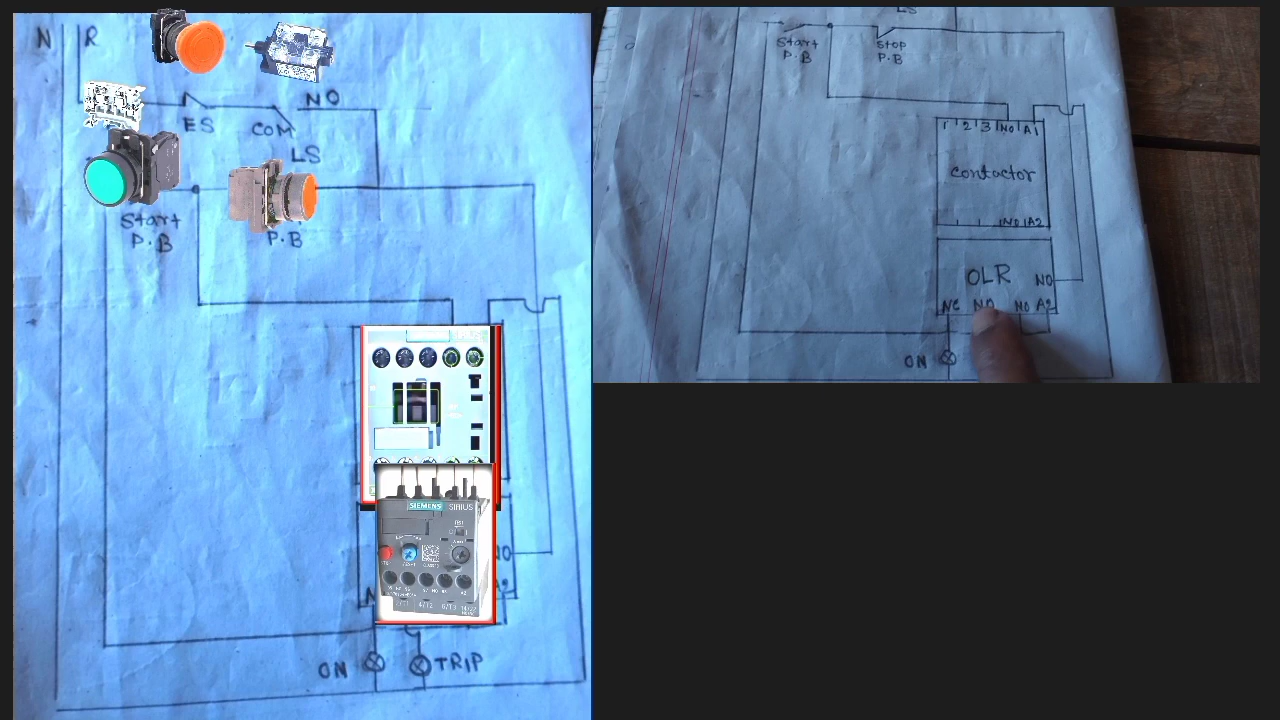 N R
NO
ES
COM
LS
Start
P.B
P.B
SIEMENS SIRIUS
NO
A2
ON
TRIP
LS
Start
P.B
Stop
P.B
1 2 3 NO A1
contactor
NO A2
OLR NO
NC NO NO A2
ON